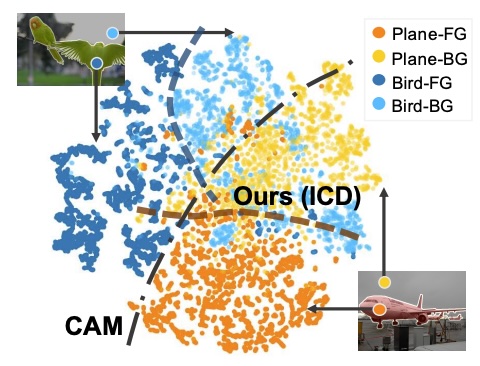 Plane-FG
Plane-BG
Bird-FG
Bird-BG
Ours (ICD)
CAM